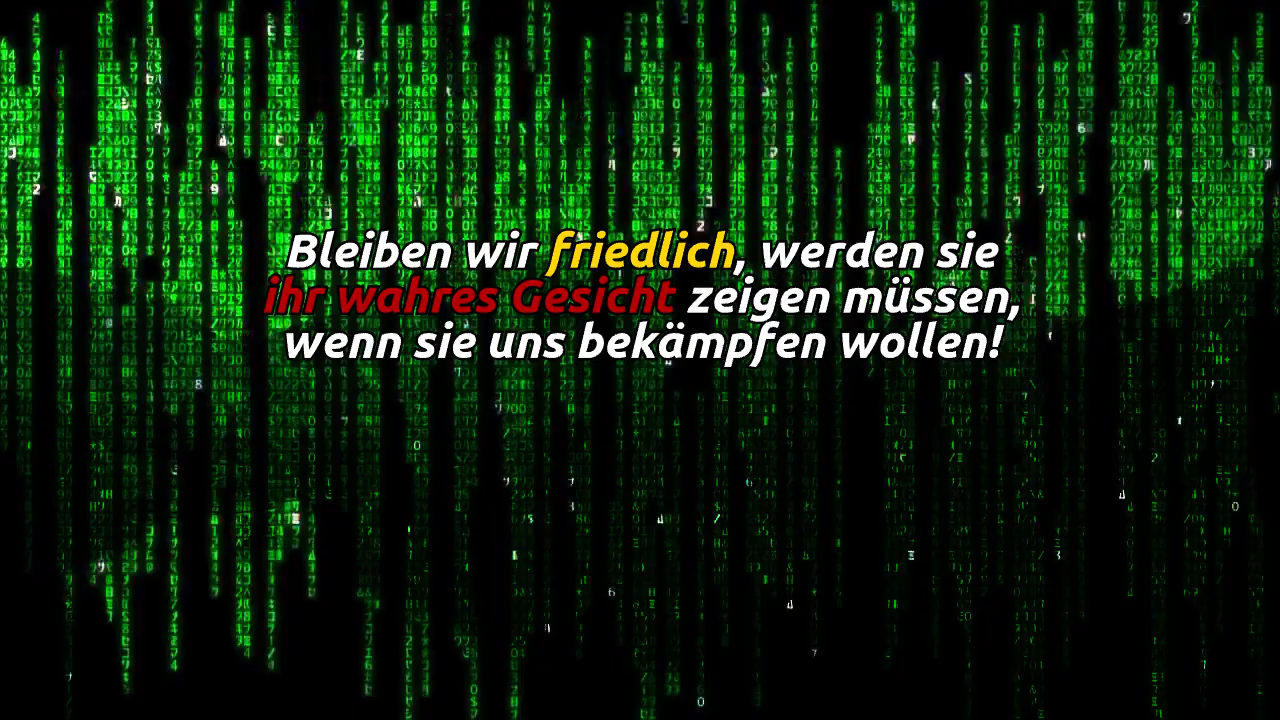 Bleiben wir friedlich, werden sie
ihr wahres Gesicht zeigen müssen,
wenn sie uns bekämpfen wollen!